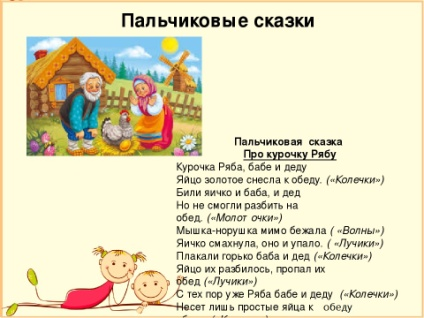 Пальчиковые сказки
Пальчиковая сказка
Про курочку Рябу
Курочка Ряба, бабе и деду
Яйцо золотое снесла к обеду. («Колечки»)
Били яичко и баба, и дед
Но не смогли разбить на
обед. («Молот очки»)
Мышка-норушка мимо бежала ( «Волны»)
Яичко смахнула, оно и упало. ( «Лучики»)
Плакали горько баба и дед («Колечки»)
Яйцо их разбилось, пропал их
обед («Лучики»)
С тех пор уже Ряба бабе и деду («Колечки»)
Несет лишь простые яйца к обеду